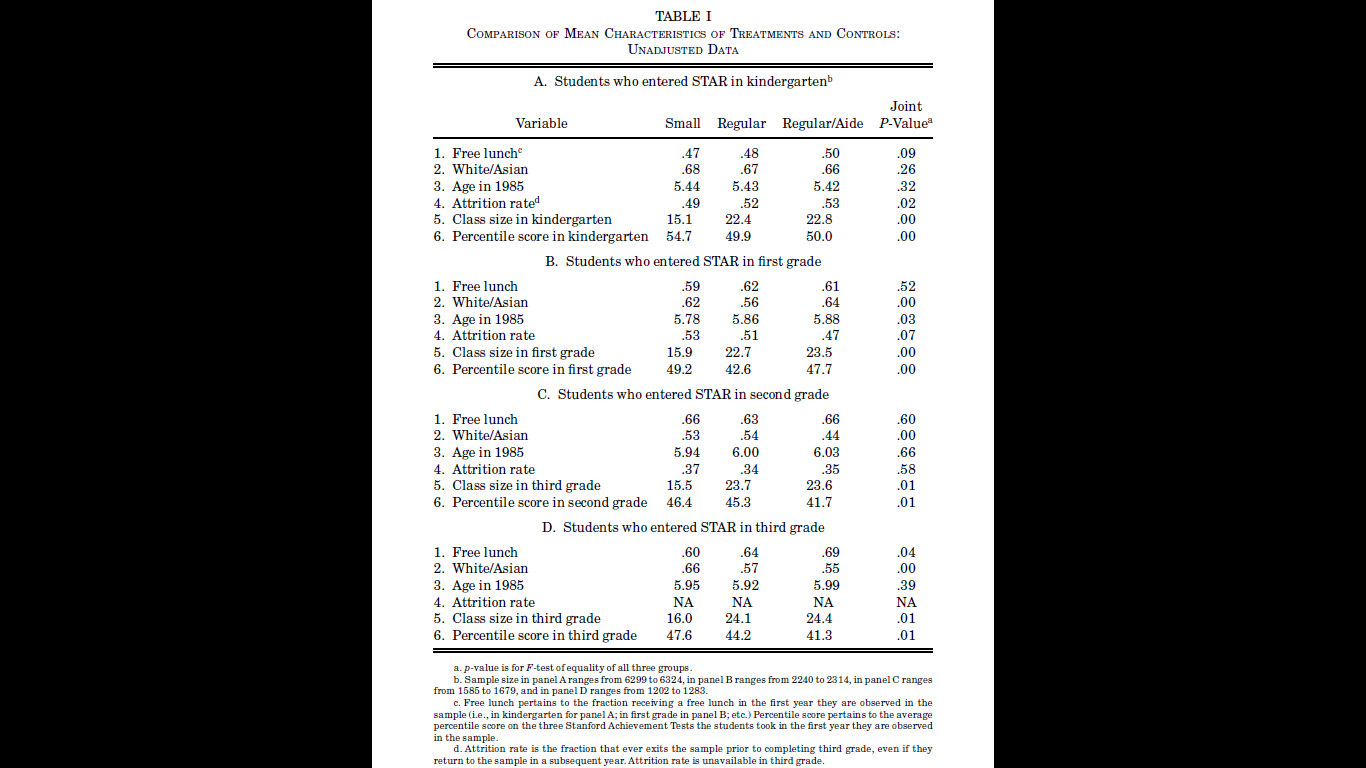 TABLE I
COMPARISON OF MEAN CHARACTERISTICS OF TREATMENTS AND CONTROLS:
UNADJUSTED DATA
A. Students who entered STAR in kindergartenb
Joint
Variable Small Regular Regular/Aide P-Valuea
1. Free lunchc .47 .48 .50 .09
2. White/Asian .68 .67 .66 .26
3. Age in 1985 5.44 5.43 5.42 .32
4. Attrition rated .49 .52 .53 .02
5. Class size in kindergarten 15.1 22.4 22.8 .00
6. Percentile score in kindergarten 54.7 49.9 50.0 .00
B. Students who entered STAR in first grade
1. Free lunch .59 .62 .61 .52
2. White/Asian .62 .56 .64 .00
3. Age in 1985 5.78 5.86 5.88 .03
4. Attrition rate .53 .51 .47 .07
5. Class size in first grade 15.9 22.7 23.5 .00
6. Percentile score in first grade 49.2 42.6 47.7 .00
C. Students who entered STAR in second grade
1. Free lunch .66 .63 .66 .60
2. White/Asian .53 .54 .44 .00
3. Age in 1985 5.94 6.00 6.03 .66
4. Attrition rate .37 .34 .35 .58
5. Class size in third grade 15.5 23.7 23.6 .01
6. Percentile score in second grade 46.4 45.3 41.7 .01
D. Students who entered STAR in third grade
1. Free lunch .60 .64 .69 .04
2. White/Asian .66 .57 .55 .00
3. Age in 1985 5.95 5.92 5.99 .39
4. Attrition rate NA NA NA NA
5. Class size in third grade 16.0 24.1 24.4 .01
6. Percentile score in third grade 47.6 44.2 41.3 .01
a. p-value is for F-test of equality of all three groups.
b. Sample size in panel A ranges from 6299 to 6324, in panel B ranges from 2240 to 2314, in panel C ranges
from 1585 to 1679, and in panel D ranges from 1202 to 1283.
c. Free lunch pertains to the fraction receiving a free lunch in the first year they are observed in the
sample (i.e., in kindergarten for panel A; in first grade in panel B; etc.) Percentile score pertains to the average
percentile score on the three Stanford Achievement Tests the students took in the first year they are observed
in the sample.
d. Attrition rate is the fraction that ever exits the sample prior to completing third grade, even if they
return to the sample in a subsequent year. Attrition rate is unavailable in third grade.